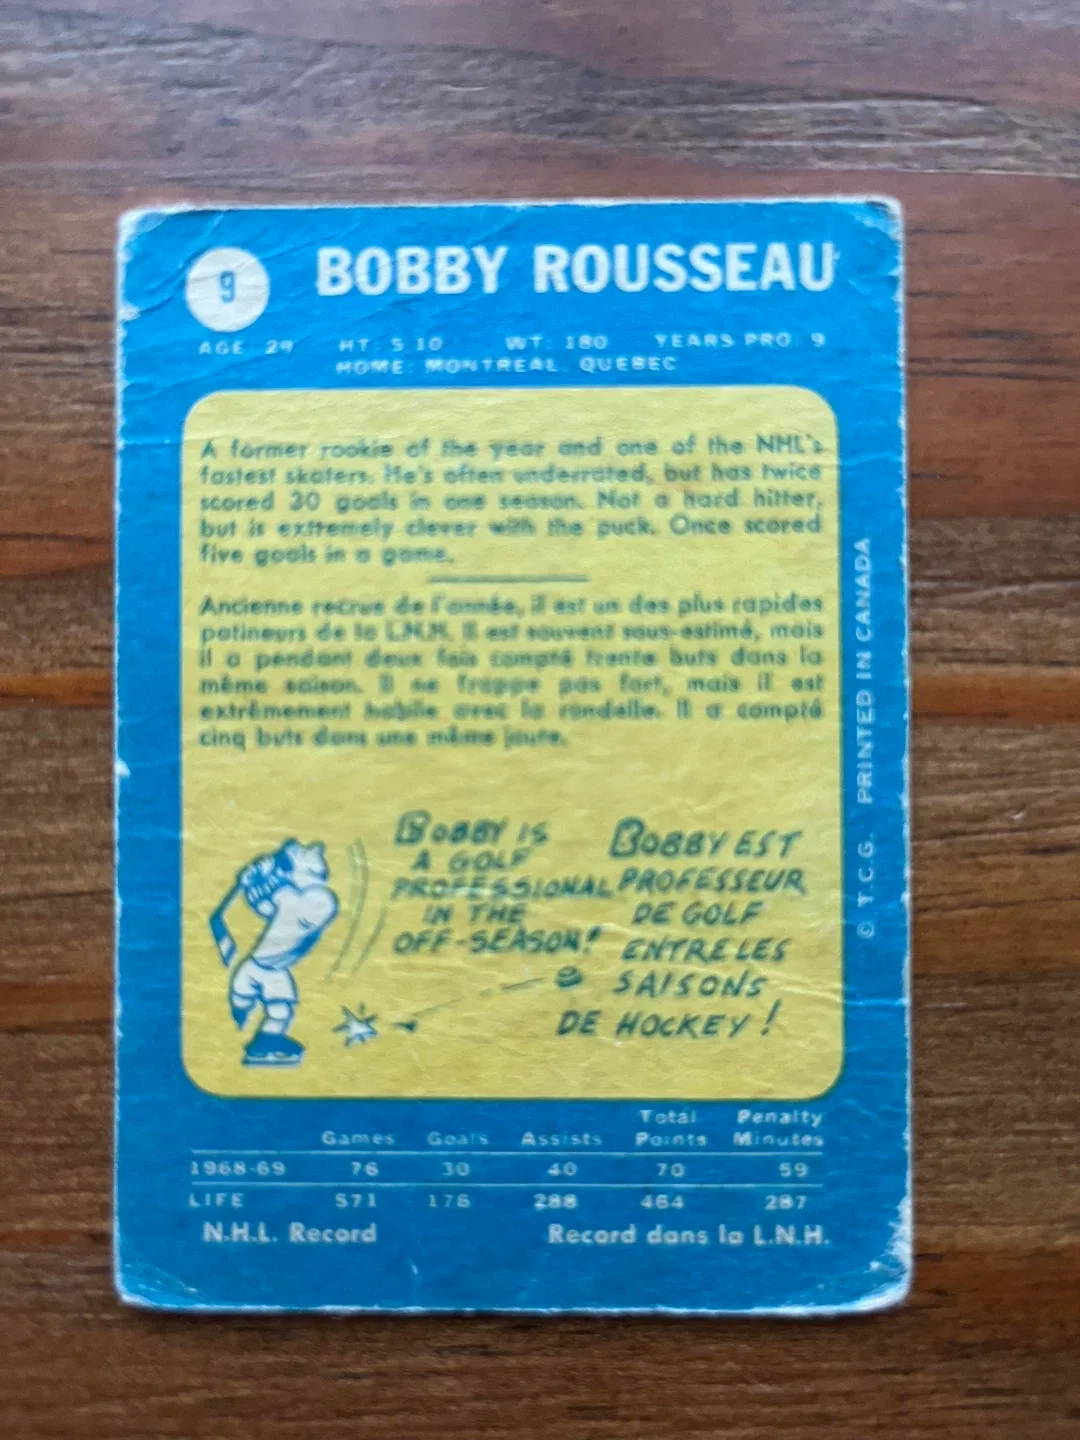 9
BOBBY ROUSSEAU
AGE 29 HT: 5 10 WT: 180 YEARS PRO 9
HOME: MONTREAL, QUEBEC
A former rookie of the year and one of the NHL's
fastest skaters. He's often underrated, but has twice
scored 30 goals in one season. Not a hard hitter,
but is extremely clever with the puck. Once scored
five goals in a game.
Ancienne recrue de l'année, il est un des plus rapides
patineurs de la L.N.H. Il est souvent sous-estimé, mais
il a pendant deux fois compté trente buts dans la
même saison. Il ne frappe pas fort, mais il est
extrêmement habile avec la rondelle. Il a compté
cinq buts dans une même joute.
BOBBY IS
A GOLF
PROFESSIONAL
IN THE
OFF-SEASON!
BOBBY EST
PROFESSEUR
DE GOLF
ENTRE LES
SAISONS
DE HOCKEY!
Games Goals Assists Total Points Penalty Minutes
1968-69 76 30 40 70 59
LIFE 571 176 288 464 287
N.H.L. Record Record dans la L.N.H.
© T.C.G. PRINTED IN CANADA